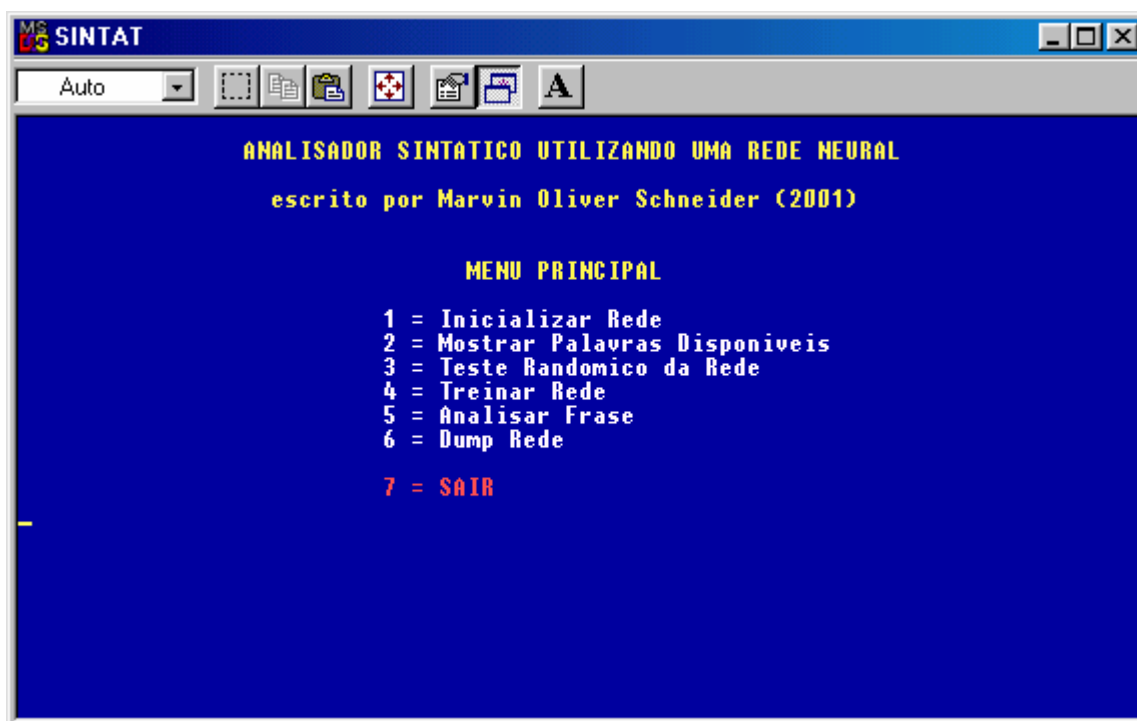 SINTAT
Auto
A
ANALISADOR SINTATICO UTILIZANDO UMA REDE NEURAL
escrito por Marvin Oliver Schneider (2001)
MENU PRINCIPAL
1 = Inicializar Rede
2 = Mostrar Palavras Disponiveis
3 = Teste Randomico da Rede
4 = Treinar Rede
5 = Analisar Frase
6 = Dump Rede
7 = SAIR